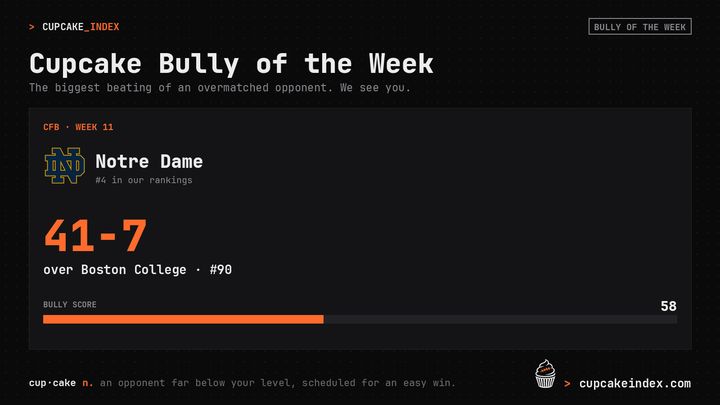 > CUPCAKE_INDEX
BULLY OF THE WEEK
Cupcake Bully of the Week
The biggest beating of an overmatched opponent. We see you.
CFB · WEEK 11
ND
Notre Dame
#4 in our rankings
41-7
over Boston College · #90
BULLY SCORE
58
cup·cake n. an opponent far below your level, scheduled for an easy win.
> cupcakeindex.com